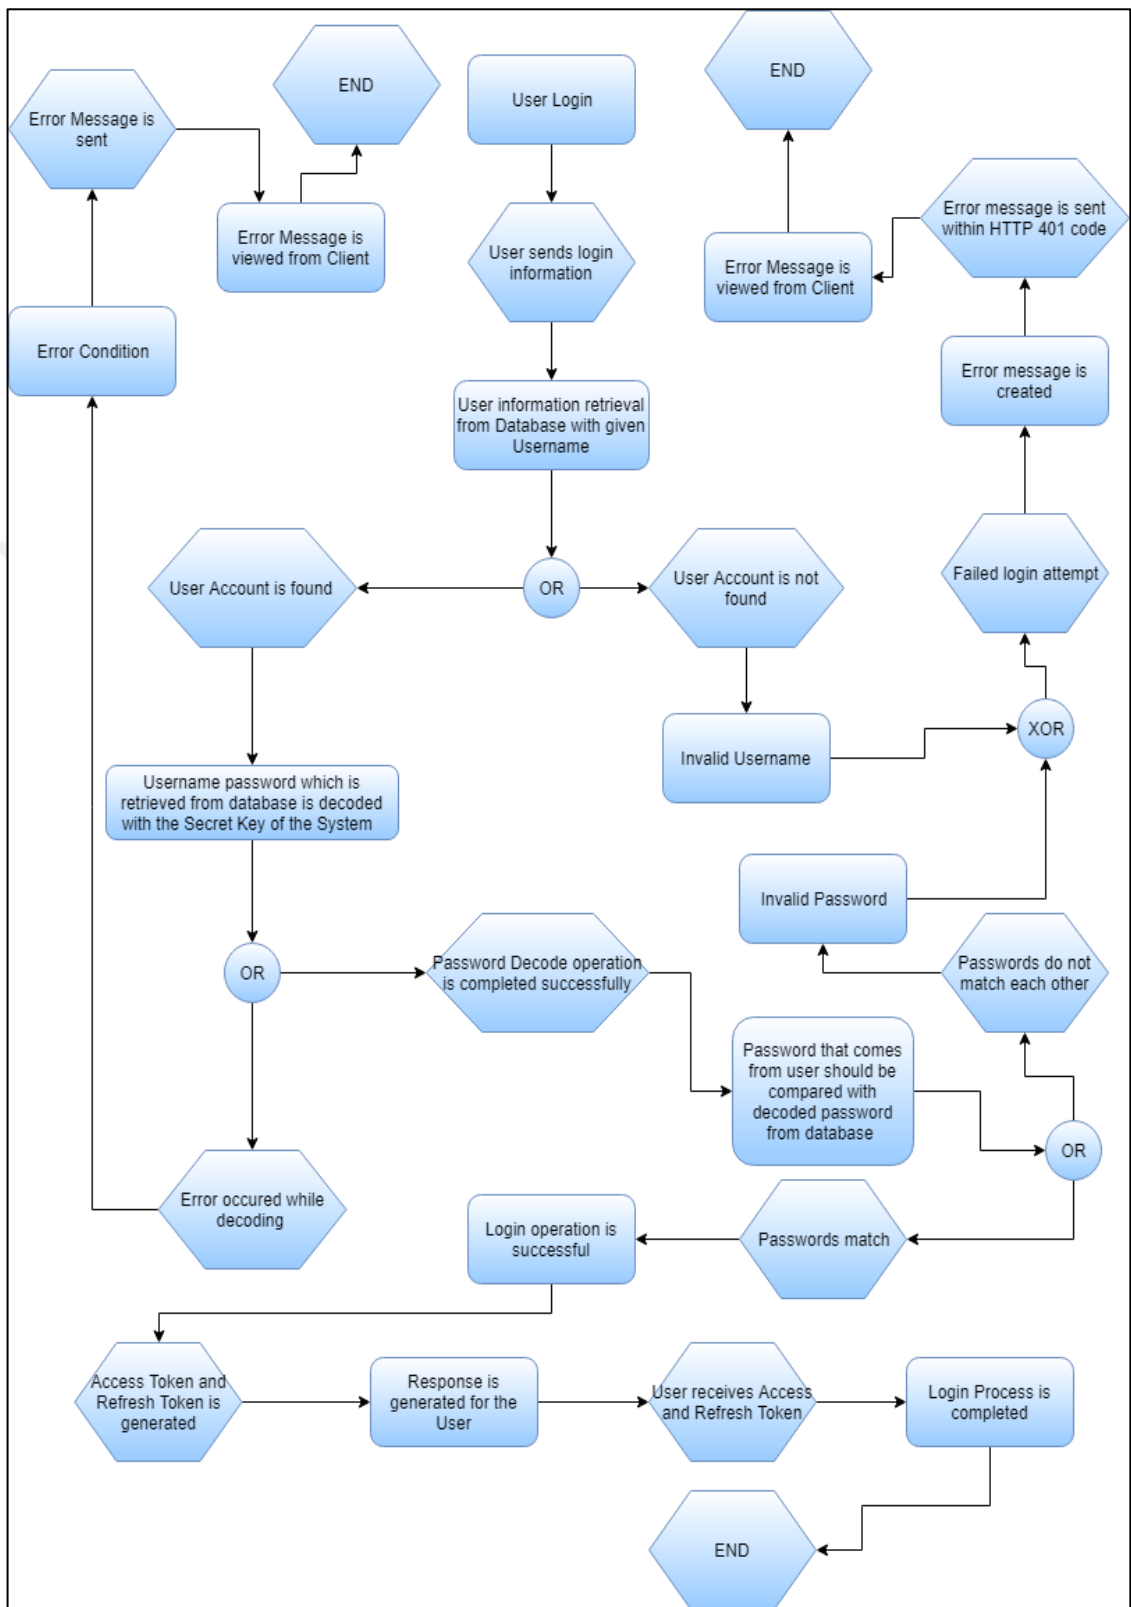 END
END
User Login
Error Message is
sent
Error message is sent
within HTTP 401 code
Error Message is
viewed from Client
User sends login
information
Error Message is
viewed from Client
Error Condition
Error message is
created
User information retrieval
from Database with given
Username
User Account is found
OR
User Account is not
found
Failed login attempt
Invalid Username
XOR
Username password which is
retrieved from database is decoded
with the Secret Key of the System
Invalid Password
OR
Password Decode operation
is completed successfully
Passwords do not
match each other
Password that comes
from user should be
compared with
decoded password
from database
OR
Error occured while
decoding
Login operation is
successful
Passwords match
Access Token and
Refresh Token is
generated
Response is
generated for the
User
User receives Access
and Refresh Token
Login Process is
completed
END